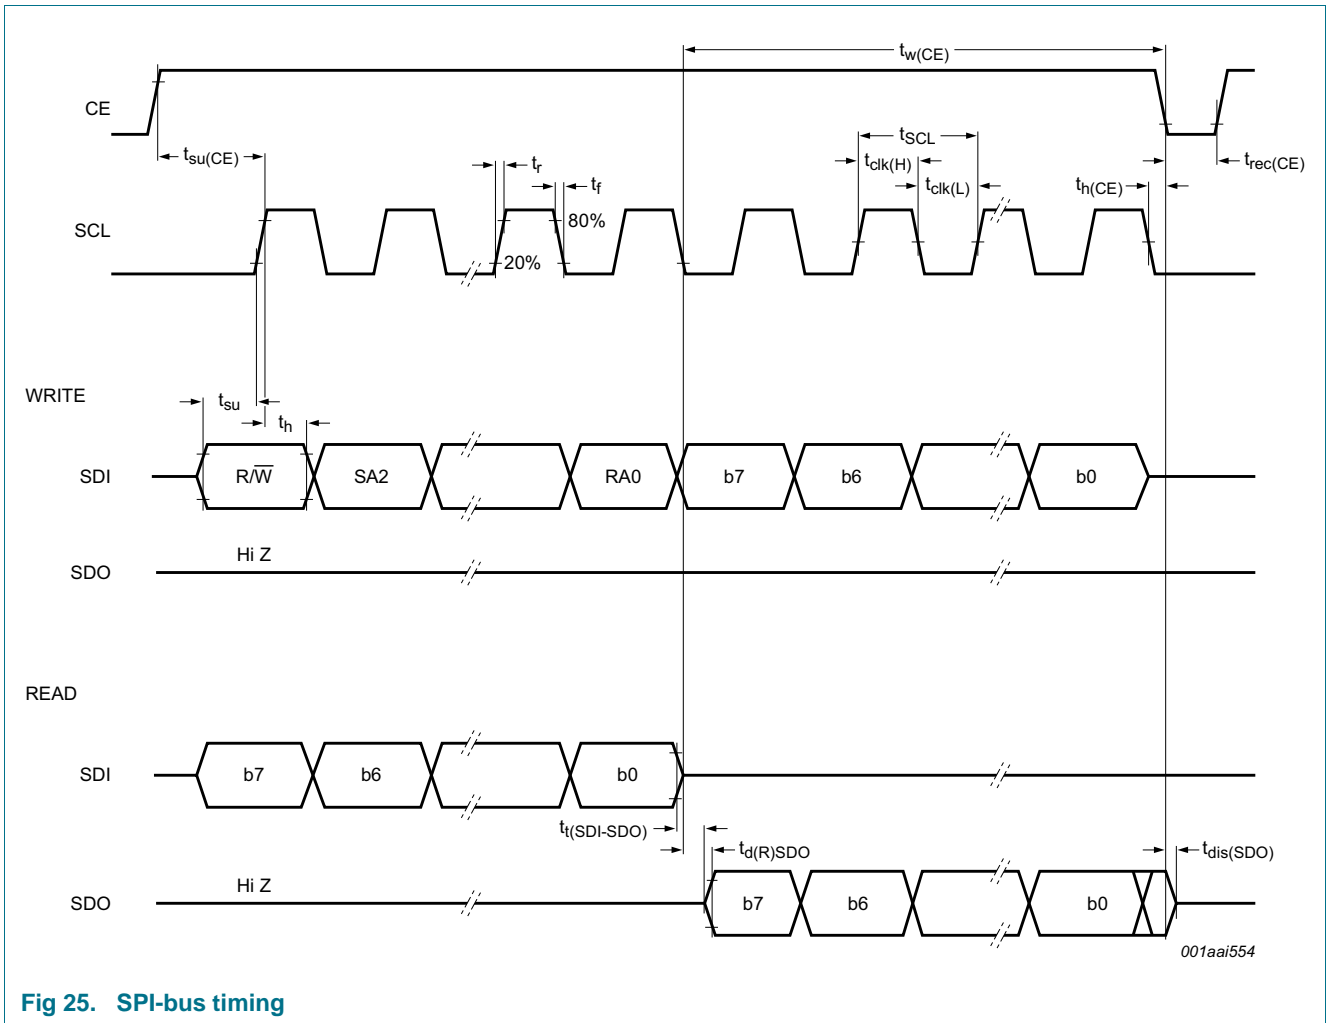 tw(CE)
CE
tSCL
tsu(CE)
tr
tclk(H)
trec(CE)
tf
tclk(L)
th(CE)
SCL
80%
20%
WRITE
tsu
th
SDI
R/W̅
SA2
RA0
b7
b6
b0
Hi Z
SDO
READ
SDI
b7
b6
b0
tt(SDI-SDO)
td(R)SDO
tdis(SDO)
Hi Z
SDO
b7
b6
b0
001aai554
Fig 25. SPI-bus timing